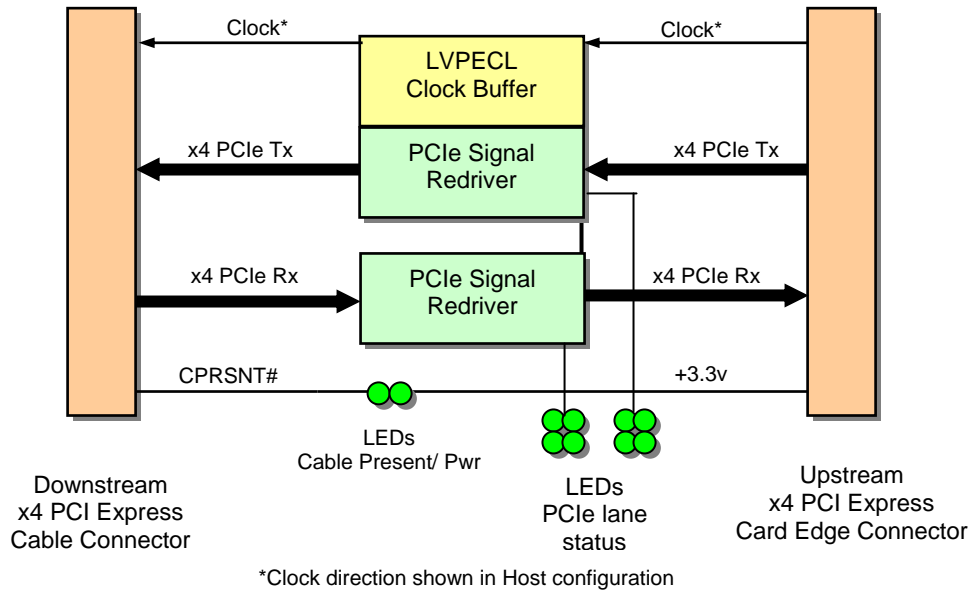 Clock*
Clock*
LVPECL
Clock Buffer
x4 PCIe Tx
PCIe Signal
Redriver
x4 PCIe Tx
x4 PCIe Rx
PCIe Signal
Redriver
x4 PCIe Rx
CPRSNT#
+3.3v
LEDs
Cable Present/ Pwr
LEDs
PCIe lane
status
Downstream
x4 PCI Express
Cable Connector
Upstream
x4 PCI Express
Card Edge Connector
*Clock direction shown in Host configuration